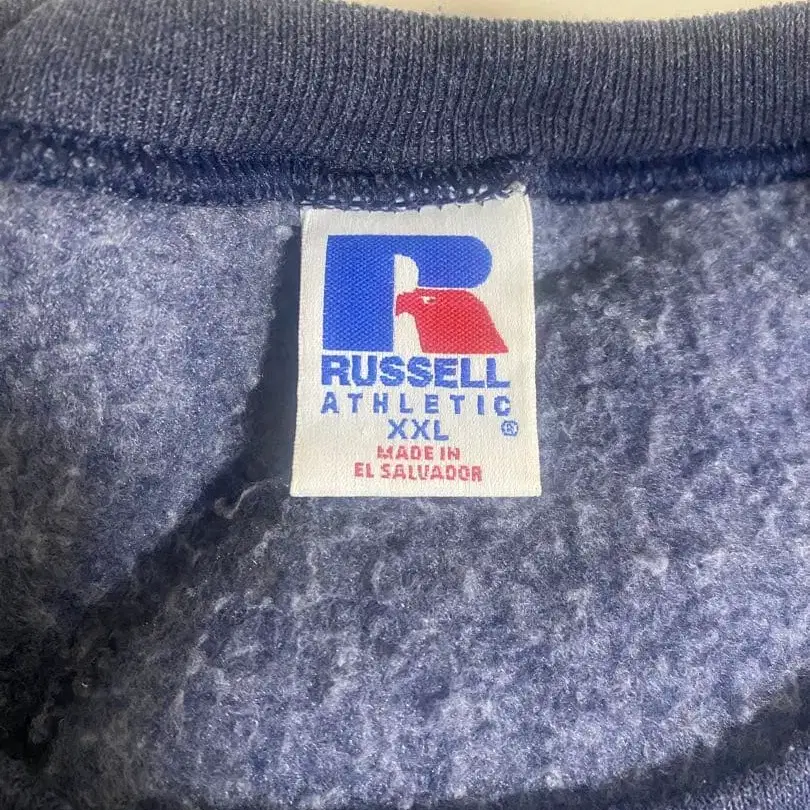 R
RUSSELL
ATHLETIC
XXL ®
MADE IN
EL SALVADOR